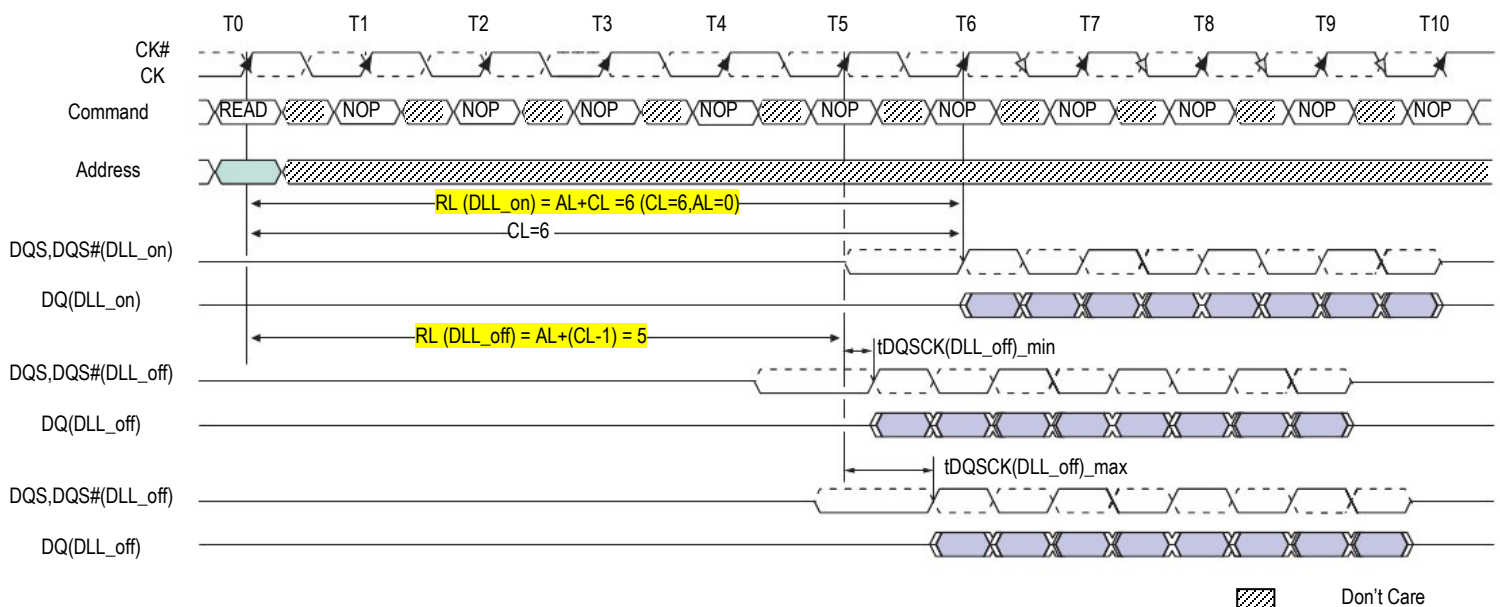 T0 T1 T2 T3 T4 T5 T6 T7 T8 T9 T10
CK#
CK
Command READ NOP NOP NOP NOP NOP NOP NOP NOP NOP NOP
Address
RL (DLL_on) = AL+CL =6 (CL=6,AL=0)
CL=6
DQS,DQS#(DLL_on)
DQ(DLL_on)
RL (DLL_off) = AL+(CL-1) = 5
tDQSCK(DLL_off)_min
DQS,DQS#(DLL_off)
DQ(DLL_off)
tDQSCK(DLL_off)_max
DQS,DQS#(DLL_off)
DQ(DLL_off)
Don't Care